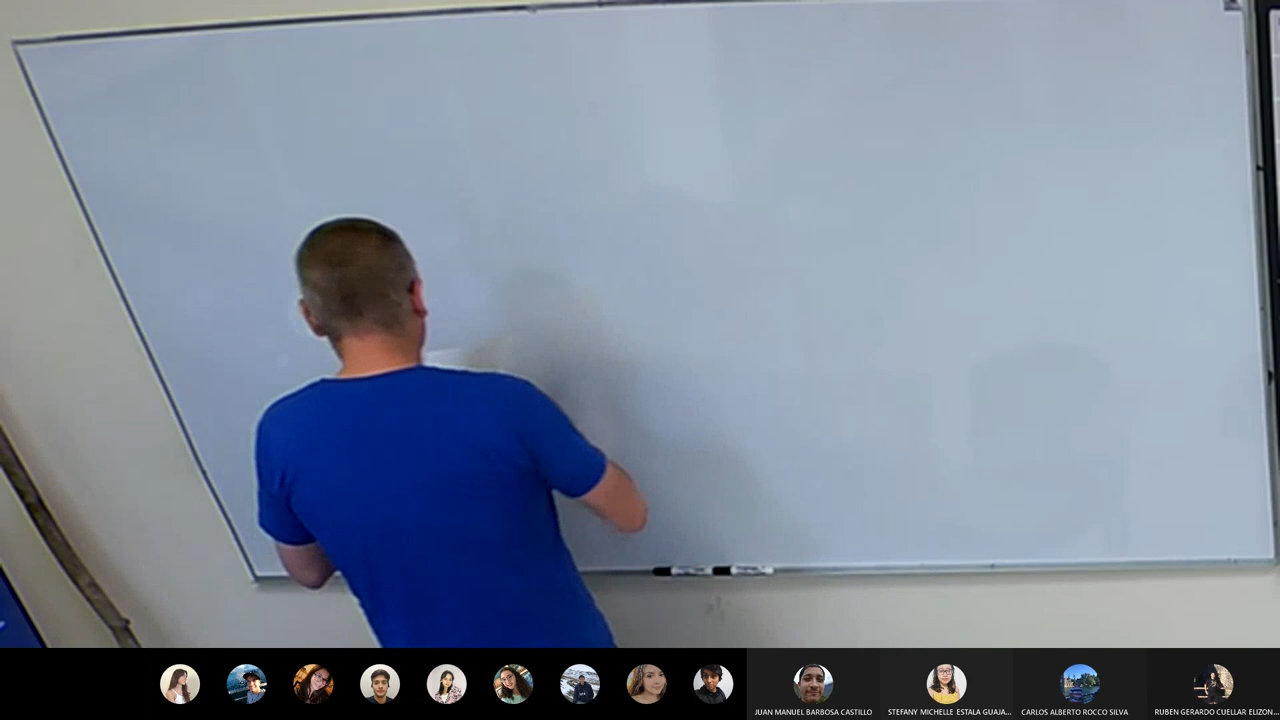 JUAN MANUEL BARBOSA CASTILLO
STEFANY MICHELLE ESTALA GUAJA...
CARLOS ALBERTO ROCCO SILVA
RUBEN GERARDO CUELLAR ELIZON...